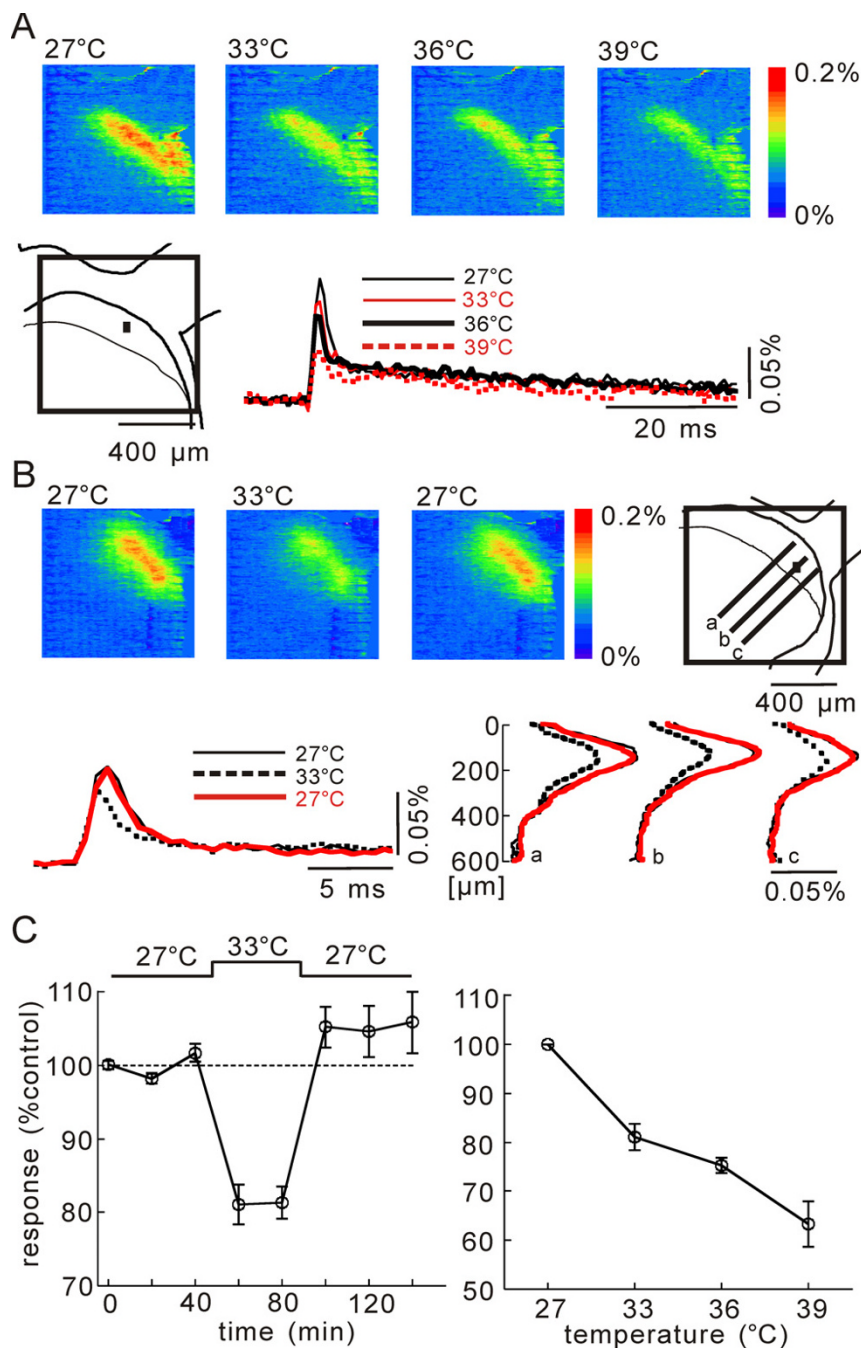 A
27°C 33°C 36°C 39°C
0.2%
0%
27°C
33°C
36°C
39°C
0.05%
20 ms
400 µm
B
27°C 33°C 27°C
0.2%
0%
a
b
c
400 µm
27°C
33°C
27°C
0.05%
5 ms
0
200
400
600
[µm]
a b c
0.05%
C
27°C 33°C 27°C
response (%control)
110
100
90
80
70
0 40 80 120
time (min)
110
100
90
80
70
60
50
27 33 36 39
temperature (°C)